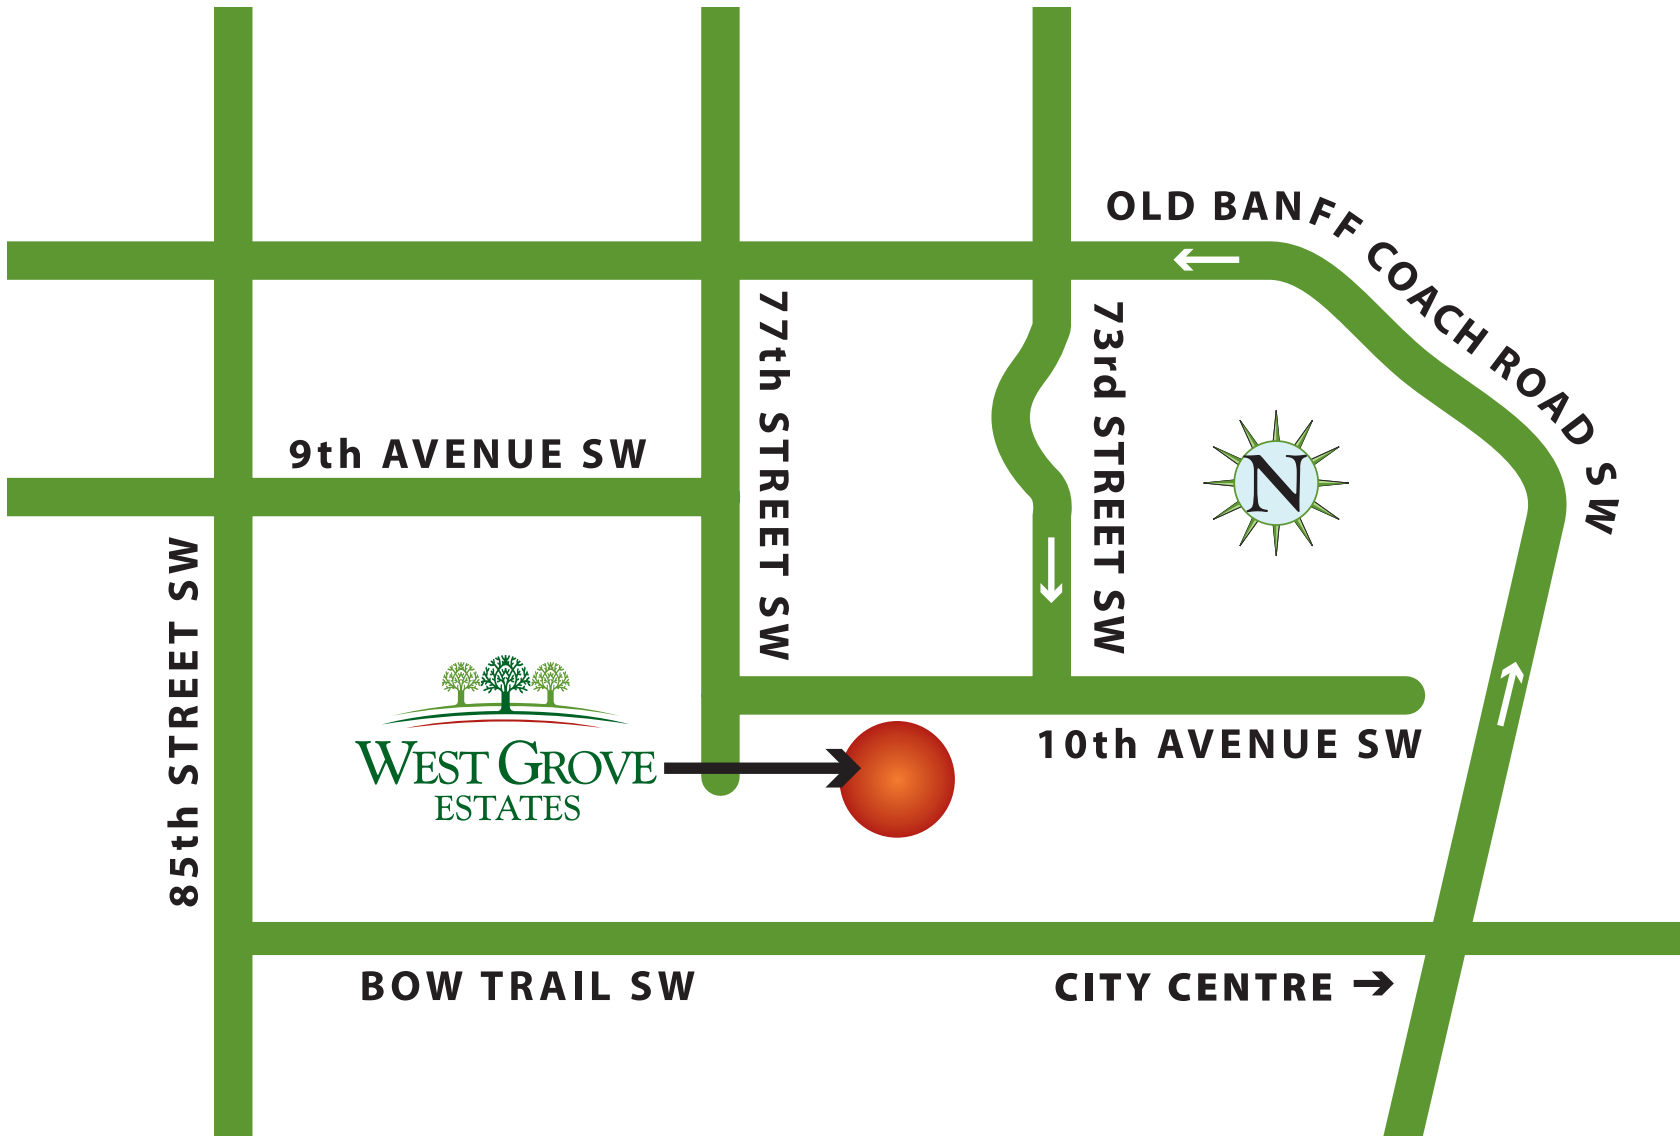 OLD BANFF COACH ROAD SW
77th STREET SW
73rd STREET SW
9th AVENUE SW
N
85th STREET SW
WEST GROVE
ESTATES
10th AVENUE SW
BOW TRAIL SW
CITY CENTRE